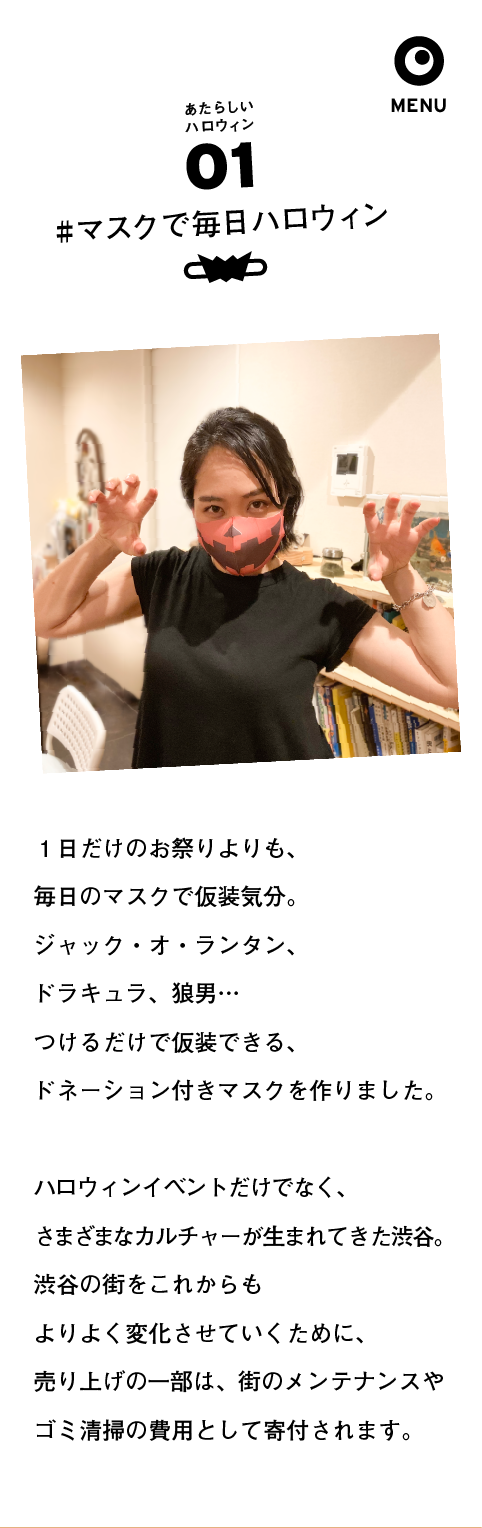 MENU
あたらしい
ハロウィン
01
#マスクで毎日ハロウィン
１日だけのお祭りよりも、
毎日のマスクで仮装気分。
ジャック・オ・ランタン、
ドラキュラ、狼男…
つけるだけで仮装できる、
ドネーション付きマスクを作りました。
ハロウィンイベントだけでなく、
さまざまなカルチャーが生まれてきた渋谷。
渋谷の街をこれからも
よりよく変化させていくために、
売り上げの一部は、街のメンテナンスや
ゴミ清掃の費用として寄付されます。